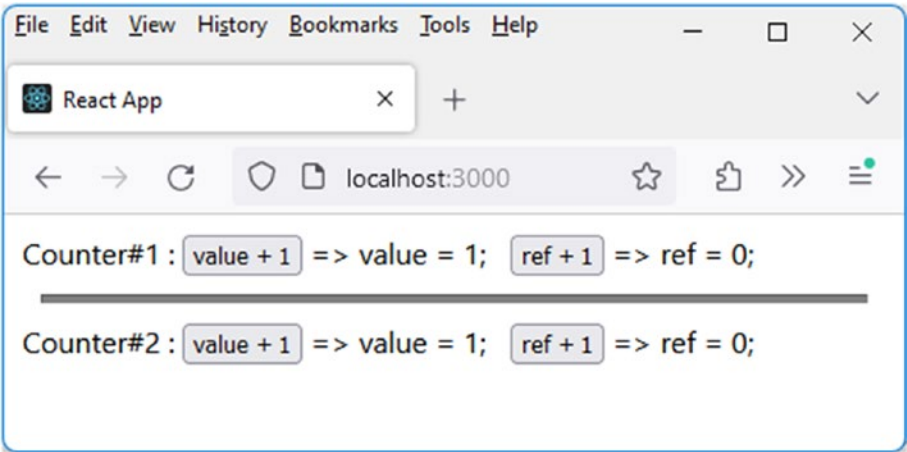 File Edit View History Bookmarks Tools Help
React App
localhost:3000
Counter#1 : value + 1 => value = 1; ref + 1 => ref = 0;
Counter#2 : value + 1 => value = 1; ref + 1 => ref = 0;